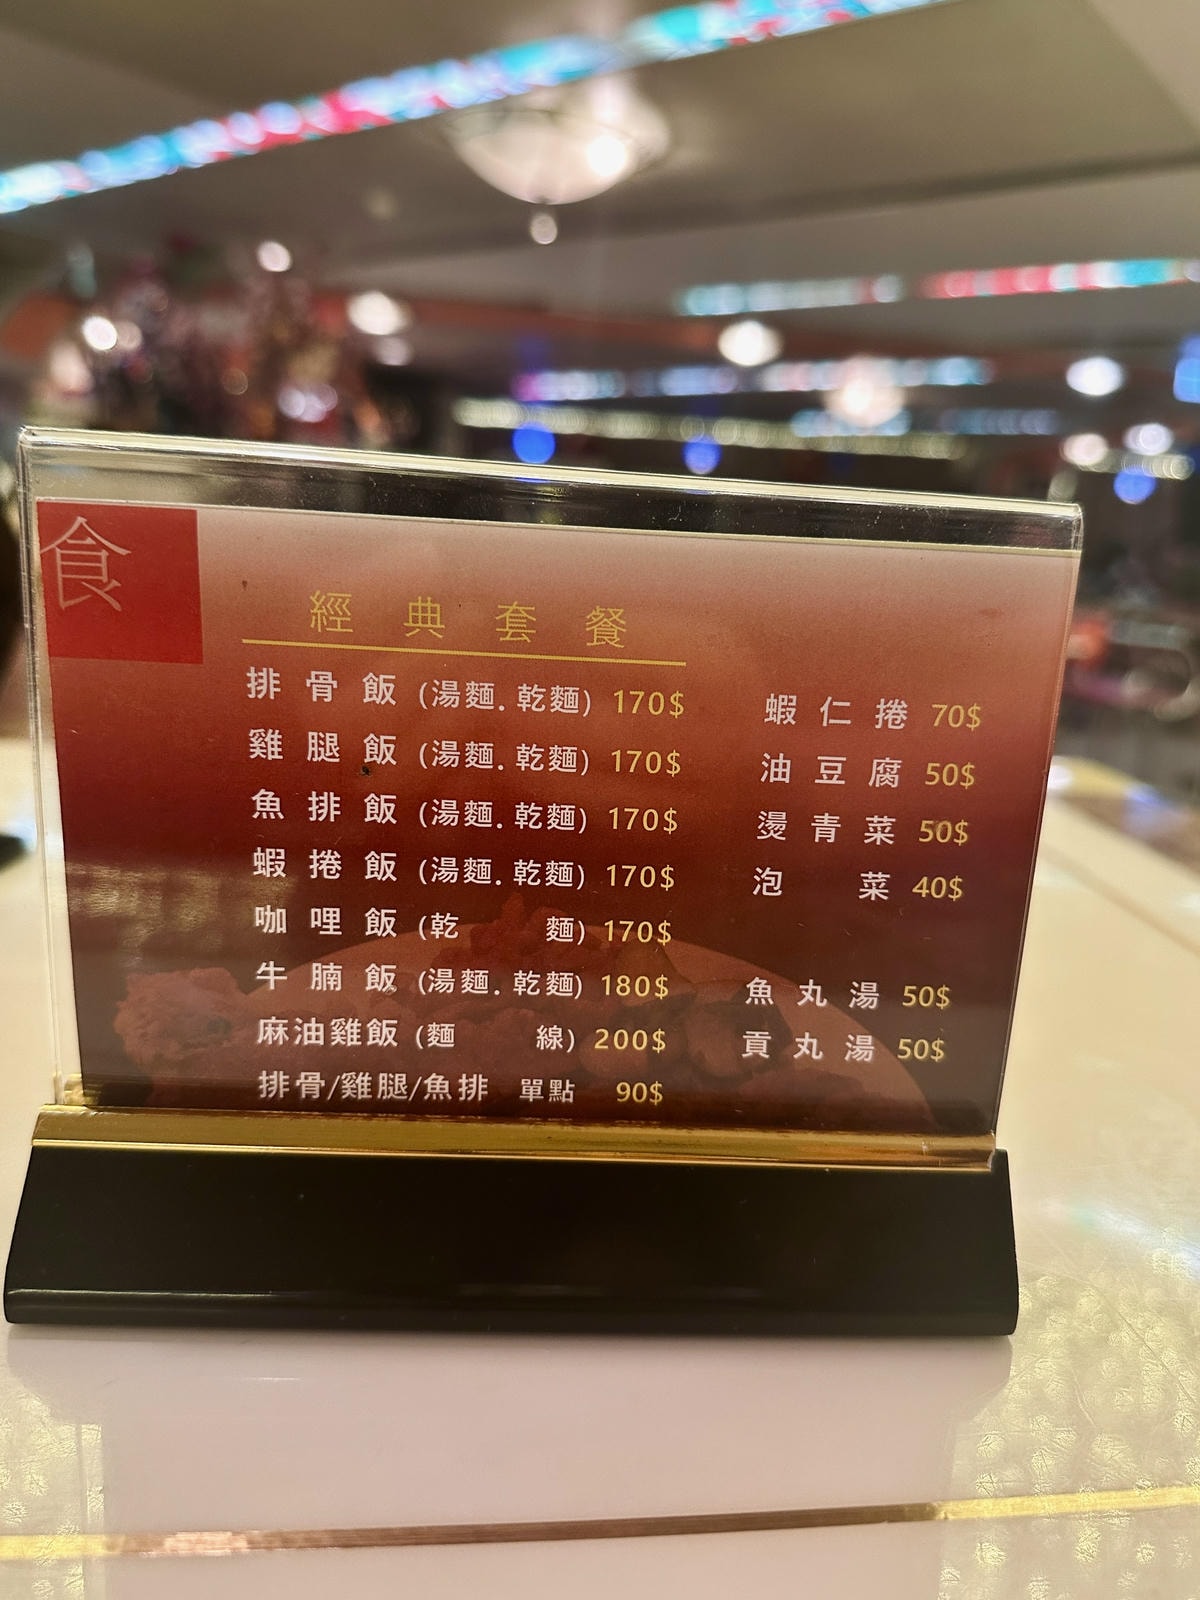 食
經典套餐
排骨飯 (湯麵.乾麵) 170$
雞腿飯 (湯麵.乾麵) 170$
魚排飯 (湯麵.乾麵) 170$
蝦捲飯 (湯麵.乾麵) 170$
咖哩飯 (乾 麵) 170$
牛腩飯 (湯麵.乾麵) 180$
麻油雞飯 (麵 線) 200$
排骨/雞腿/魚排 單點 90$
蝦仁捲 70$
油豆腐 50$
燙青菜 50$
泡 菜 40$
魚丸湯 50$
貢丸湯 50$